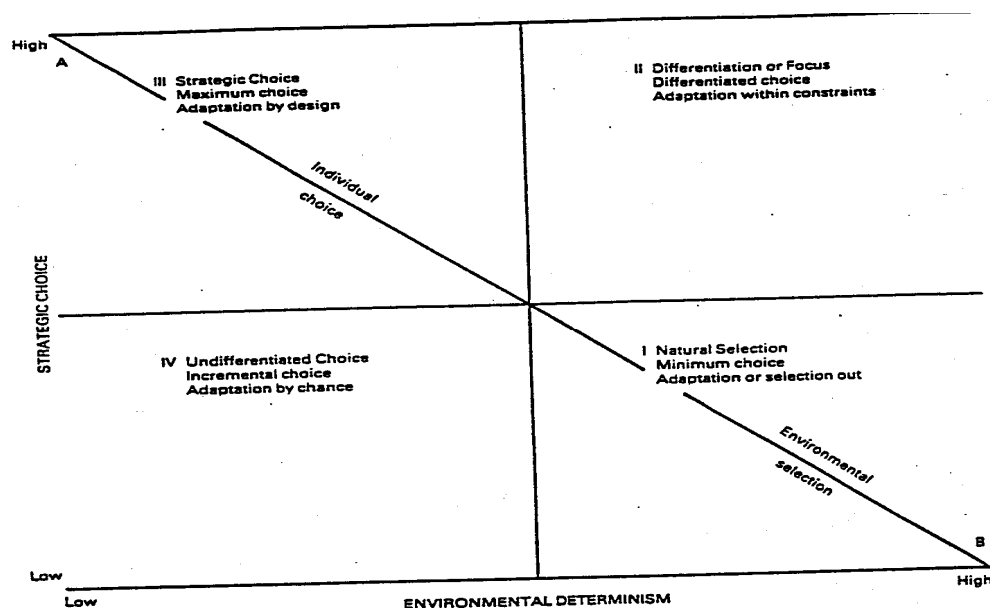 High
A
III Strategic Choice
Maximum choice
Adaptation by design
II Differentiation or Focus
Differentiated choice
Adaptation within constraints
Individual
choice
STRATEGIC CHOICE
IV Undifferentiated Choice
Incremental choice
Adaptation by chance
I Natural Selection
Minimum choice
Adaptation or selection out
Environmental
selection
B
Low
Low
ENVIRONMENTAL DETERMINISM
High